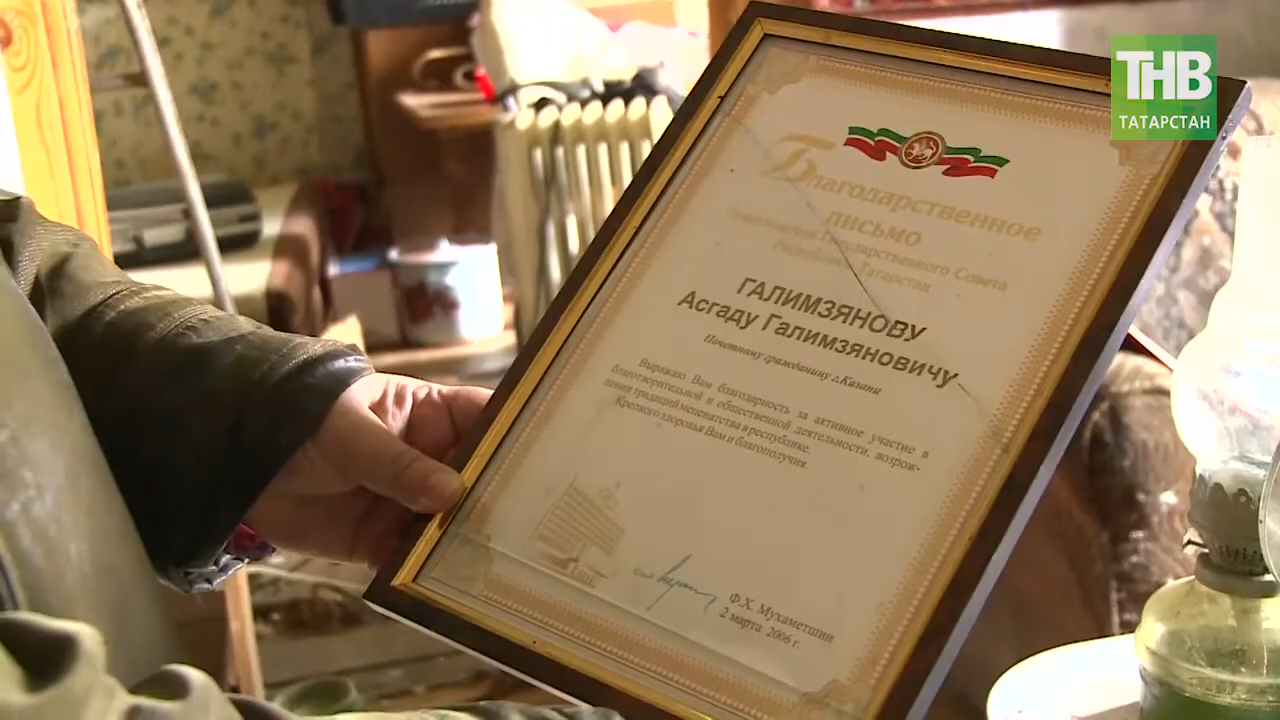 ТНВ
ТАТАРСТАН
Благодарственное
письмо
Государственного Совета
Республики Татарстан
ГАЛИМЗЯНОВУ
Асгаду Галимзяновичу
Почетному гражданину г.Казани
Выражаю Вам благодарность за активное участие в
благотворительной и общественной деятельности, возрож-
дения традиций меценатства в республике.
Крепкого здоровья Вам и благополучия.
Ф.Х. Мухаметшин
2 марта 2006 г.